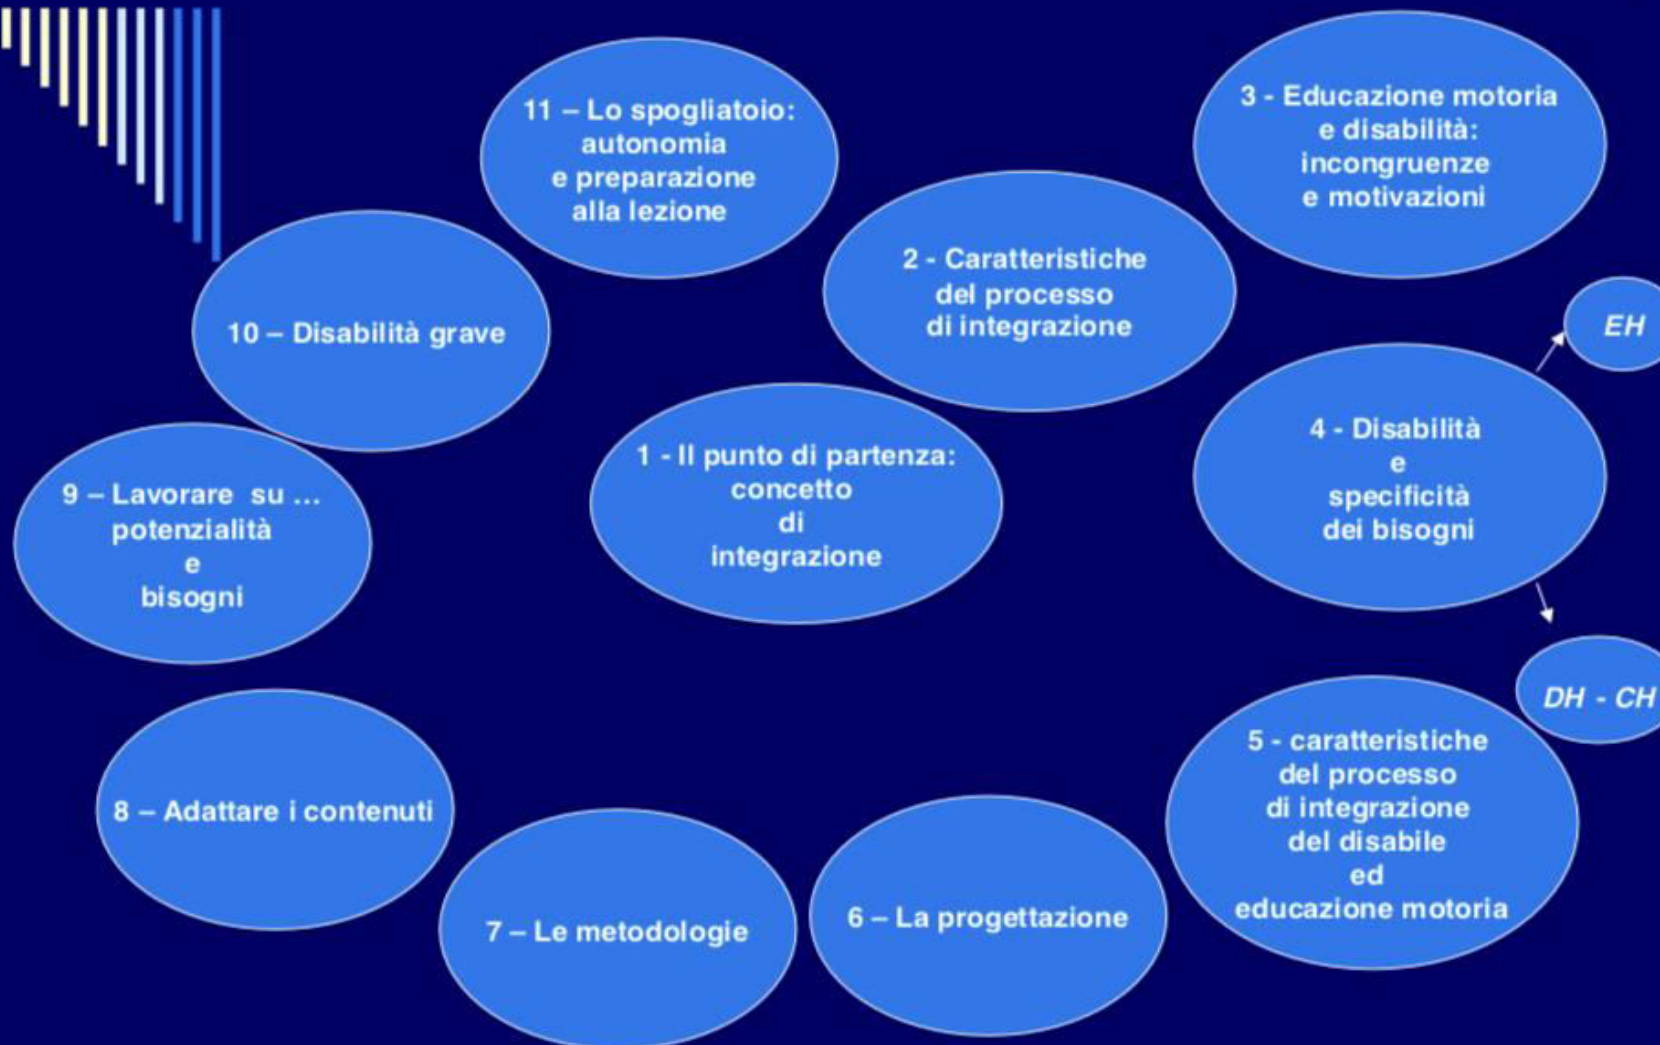 11 – Lo spogliatoio:
autonomia
e preparazione
alla lezione
3 - Educazione motoria
e disabilità:
incongruenze
e motivazioni
2 - Caratteristiche
del processo
di integrazione
10 – Disabilità grave
EH
1 - Il punto di partenza:
concetto
di
integrazione
4 - Disabilità
e
specificità
dei bisogni
9 – Lavorare su ...
potenzialità
e
bisogni
DH - CH
5 - caratteristiche
del processo
di integrazione
del disabile
ed
educazione motoria
8 – Adattare i contenuti
7 – Le metodologie
6 – La progettazione